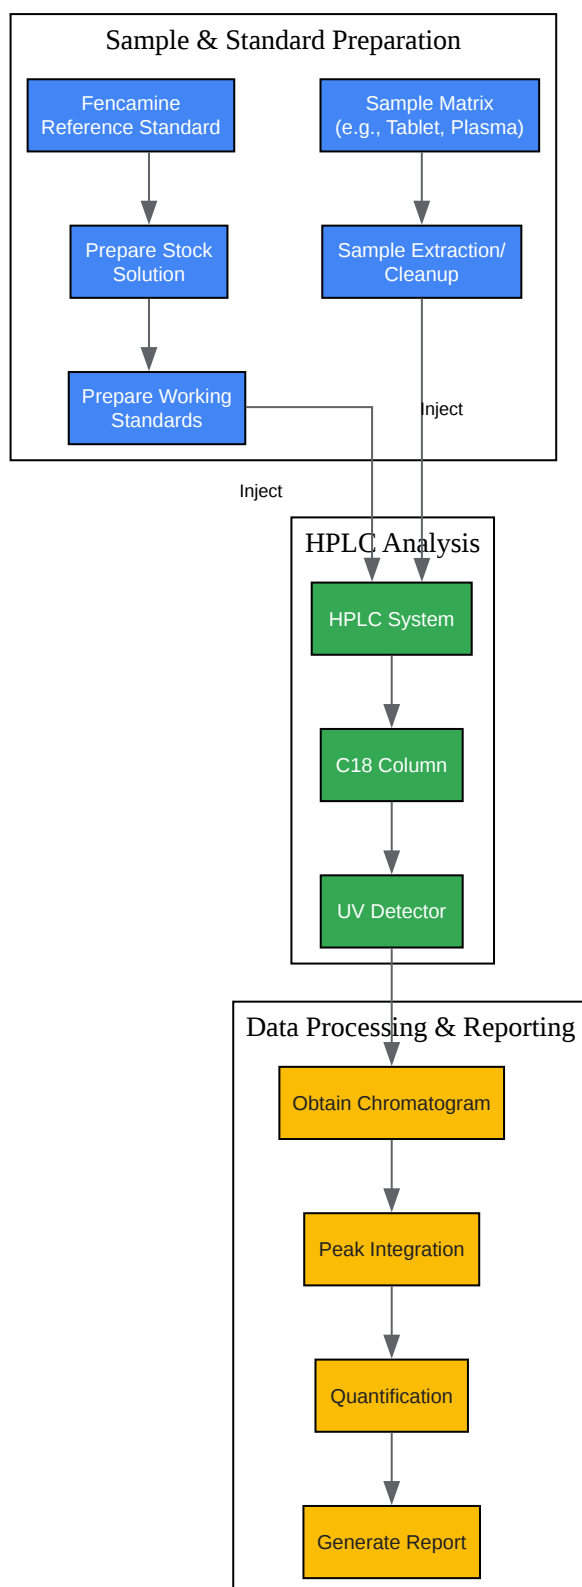 Sample & Standard Preparation
Fencamine
Reference Standard
Sample Matrix
(e.g., Tablet, Plasma)
Prepare Stock
Solution
Sample Extraction/
Cleanup
Prepare Working
Standards
Inject
Inject
HPLC Analysis
HPLC System
C18 Column
UV Detector
Data Processing & Reporting
Obtain Chromatogram
Peak Integration
Quantification
Generate Report